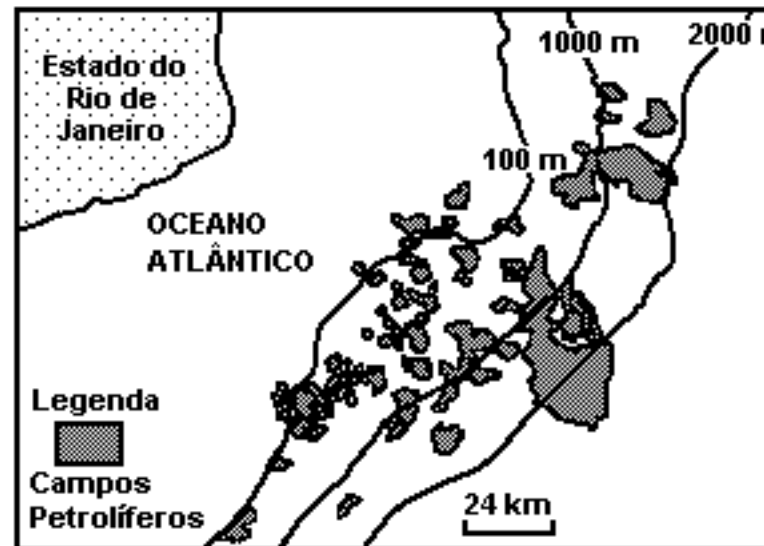 Estado do
Rio de
Janeiro
1000 m
2000 m
100 m
OCEANO
ATLÂNTICO
Legenda
Campos
Petrolíferos
24 km